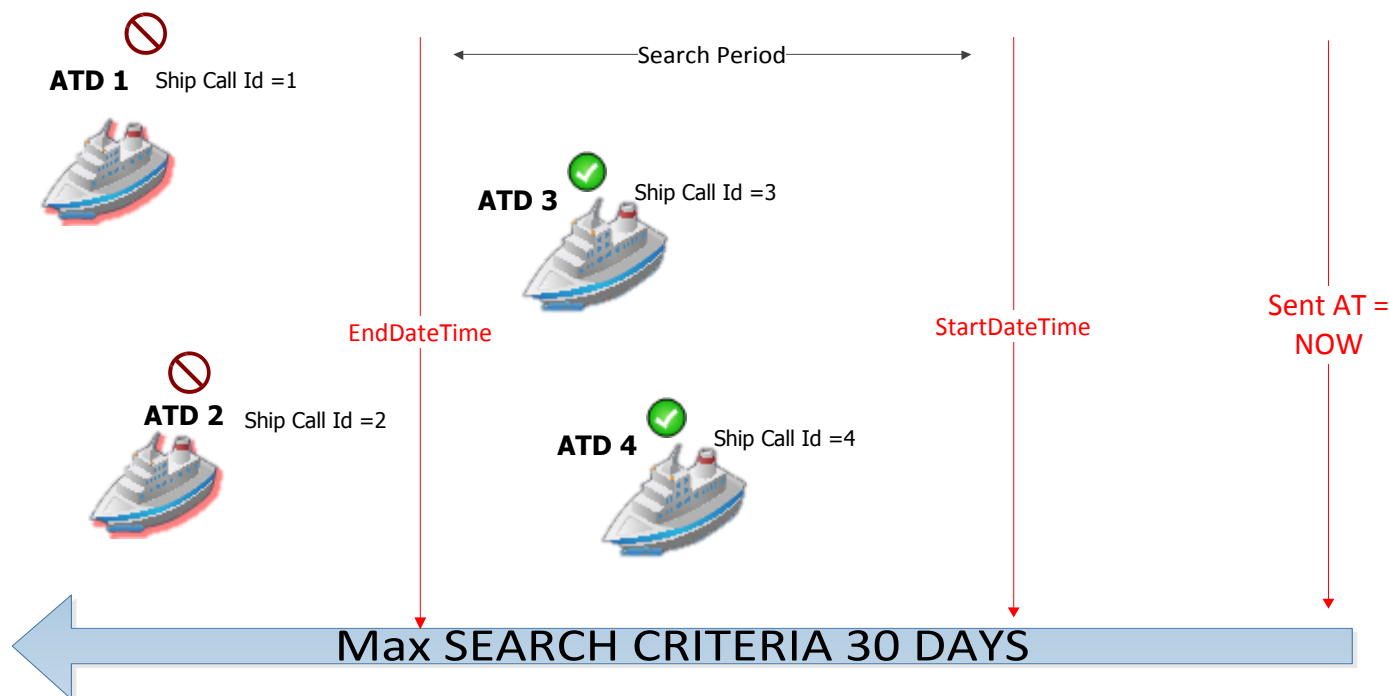 Search Period
ATD 1 Ship Call Id =1
ATD 3 Ship Call Id =3
EndDateTime
StartDateTime
Sent AT =
NOW
ATD 2 Ship Call Id =2
ATD 4 Ship Call Id =4
Max SEARCH CRITERIA 30 DAYS